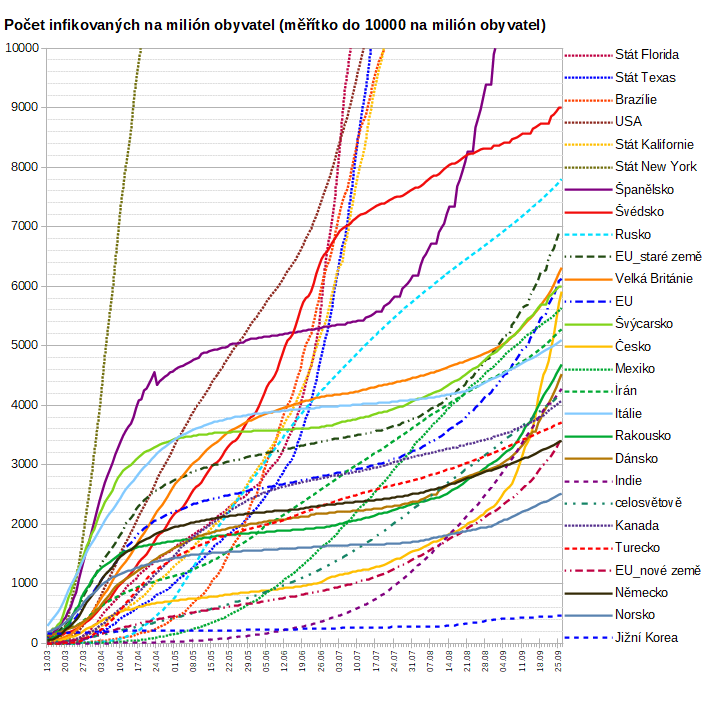 Počet infikovaných na milión obyvatel (měřítko do 10000 na milión obyvatel)
10000
9000
8000
7000
6000
5000
4000
3000
2000
1000
0
13.03 20.03 27.03 03.04 10.04 17.04 24.04 01.05 08.05 15.05 22.05 29.05 05.06 12.06 19.06 26.06 03.07 10.07 17.07 24.07 31.07 07.08 14.08 21.08 28.08 04.09 11.09 18.09 25.09
Stát Florida
Stát Texas
Brazílie
USA
Stát Kalifornie
Stát New York
Španělsko
Švédsko
Rusko
EU_staré země
Velká Británie
EU
Švýcarsko
Česko
Mexiko
Írán
Itálie
Rakousko
Dánsko
Indie
celosvětově
Kanada
Turecko
EU_nové země
Německo
Norsko
Jižní Korea